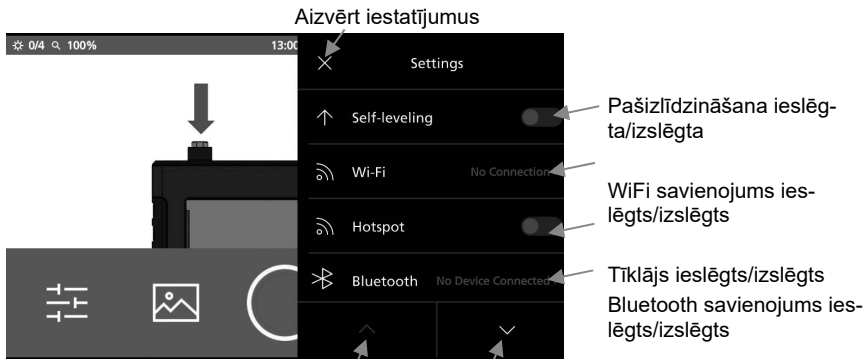 Aizvērt iestatījumus
0/4 100%
13:00
Settings
Self-leveling
Pašizlīdzināšana ieslēg-
ta/izslēgta
Wi-Fi No Connection
WiFi savienojums ies-
lēgts/izslēgts
Hotspot
Tīklājs ieslēgts/izslēgts
Bluetooth No Device Connected
Bluetooth savienojums ies-
lēgts/izslēgts